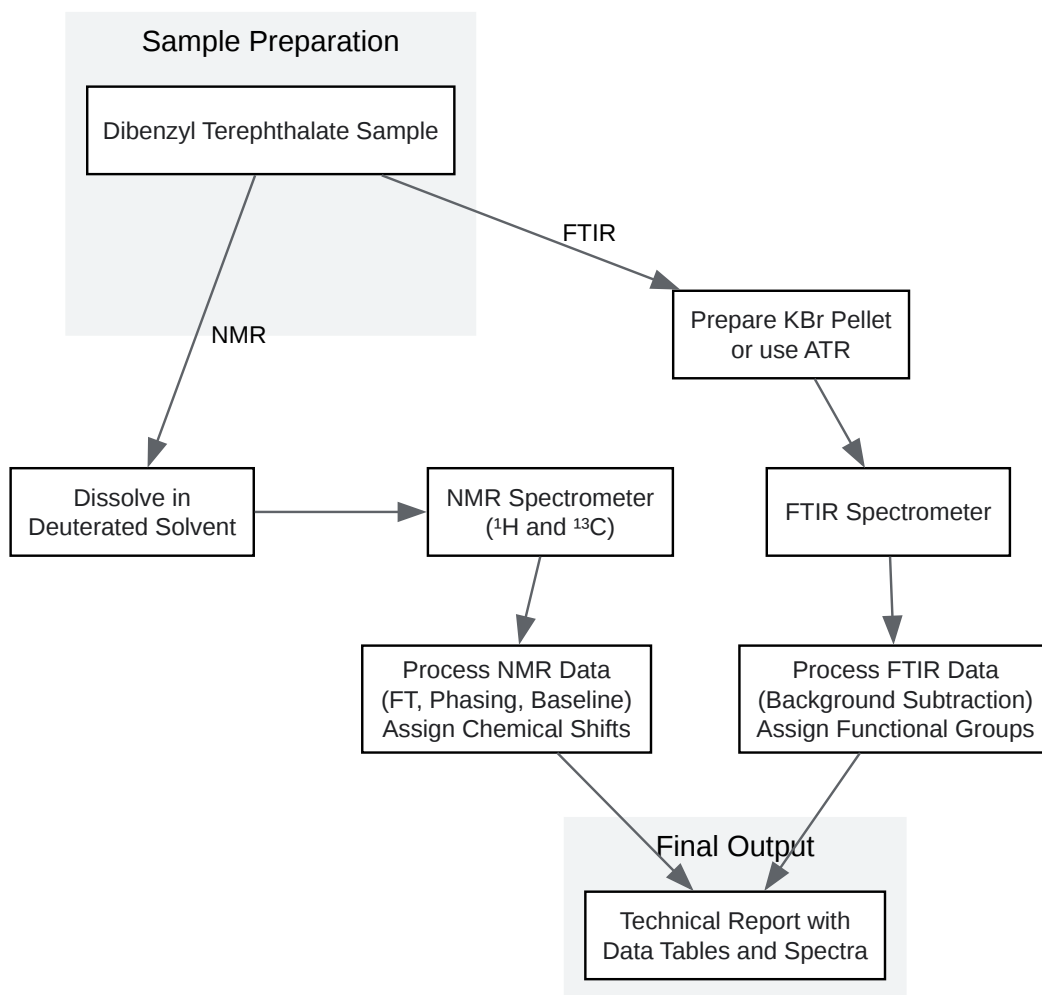 Sample Preparation
Dibenzyl Terephthalate Sample
FTIR
NMR
Prepare KBr Pellet
or use ATR
Dissolve in
Deuterated Solvent
NMR Spectrometer
(¹H and ¹³C)
FTIR Spectrometer
Process NMR Data
(FT, Phasing, Baseline)
Assign Chemical Shifts
Process FTIR Data
(Background Subtraction)
Assign Functional Groups
Final Output
Technical Report with
Data Tables and Spectra